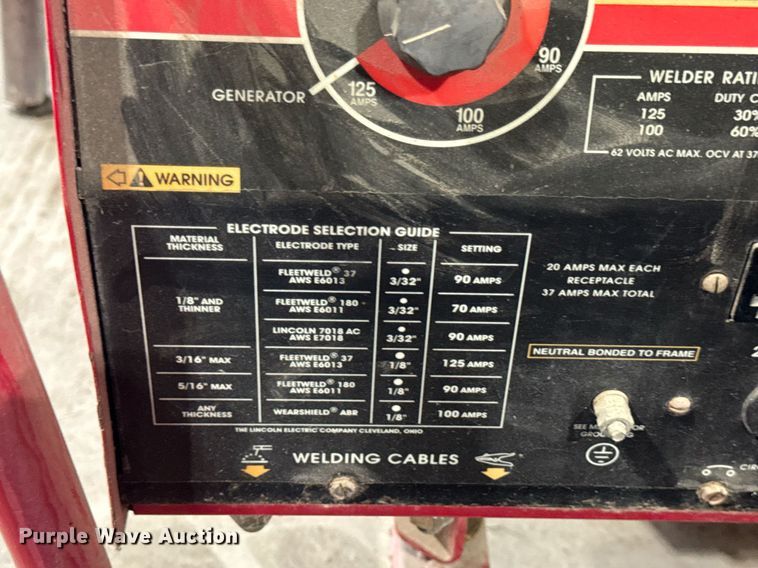 90
AMPS
GENERATOR
125
AMPS
100
AMPS
WELDER
AMPS DUTY
125 30%
100 60%
62 VOLTS AC MAX. OCV AT
WARNING
ELECTRODE SELECTION GUIDE
MATERIAL THICKNESS ELECTRODE TYPE SIZE SETTING
FLEETWELD® 37
AWS E6013 3/32" 90 AMPS
1/8" AND THINNER
FLEETWELD® 180
AWS E6011 3/32" 70 AMPS
LINCOLN 7018 AC
AWS E7018 3/32" 90 AMPS
3/16" MAX FLEETWELD® 37
AWS E6013 1/8" 125 AMPS
5/16" MAX FLEETWELD® 180
AWS E6011 1/8" 90 AMPS
ANY THICKNESS WEARSHIELD® ABR 1/8" 100 AMPS
THE LINCOLN ELECTRIC COMPANY CLEVELAND, OHIO
20 AMPS MAX EACH
RECEPTACLE
37 AMPS MAX TOTAL
NEUTRAL BONDED TO FRAME
SEE
WELDING CABLES
Purple Wave Auction